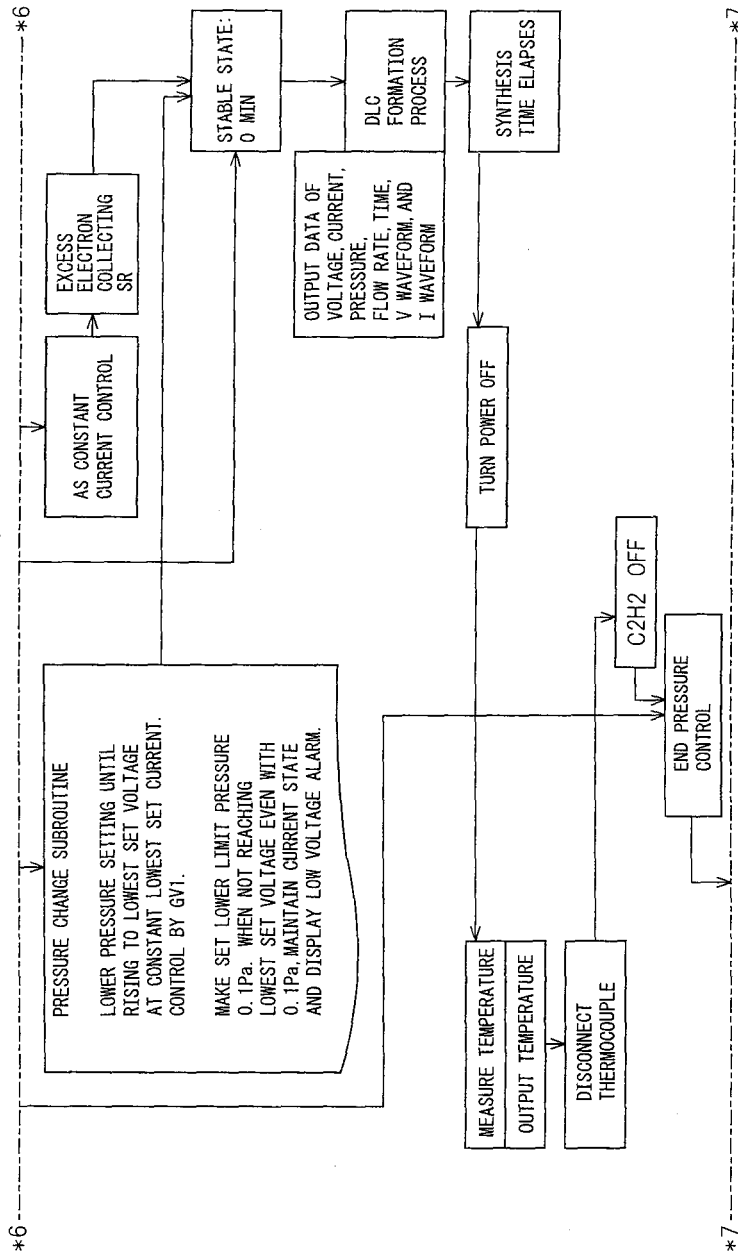 *6
*6
PRESSURE CHANGE SUBROUTINE
LOWER PRESSURE SETTING UNTIL
RISING TO LOWEST SET VOLTAGE
AT CONSTANT LOWEST SET CURRENT.
CONTROL BY GV1.
MAKE SET LOWER LIMIT PRESSURE
0.1Pa. WHEN NOT REACHING
LOWEST SET VOLTAGE EVEN WITH
0.1Pa, MAINTAIN CURRENT STATE
AND DISPLAY LOW VOLTAGE ALARM.
AS CONSTANT
CURRENT CONTROL
EXCESS
ELECTRON
COLLECTING
SR
STABLE STATE:
0 MIN
OUTPUT DATA OF
VOLTAGE, CURRENT,
PRESSURE,
FLOW RATE, TIME,
V WAVEFORM, AND
I WAVEFORM
DLC
FORMATION
PROCESS
SYNTHESIS
TIME ELAPSES
TURN POWER OFF
MEASURE TEMPERATURE
OUTPUT TEMPERATURE
DISCONNECT
THERMOCOUPLE
C2H2 OFF
END PRESSURE
CONTROL
*7
*7